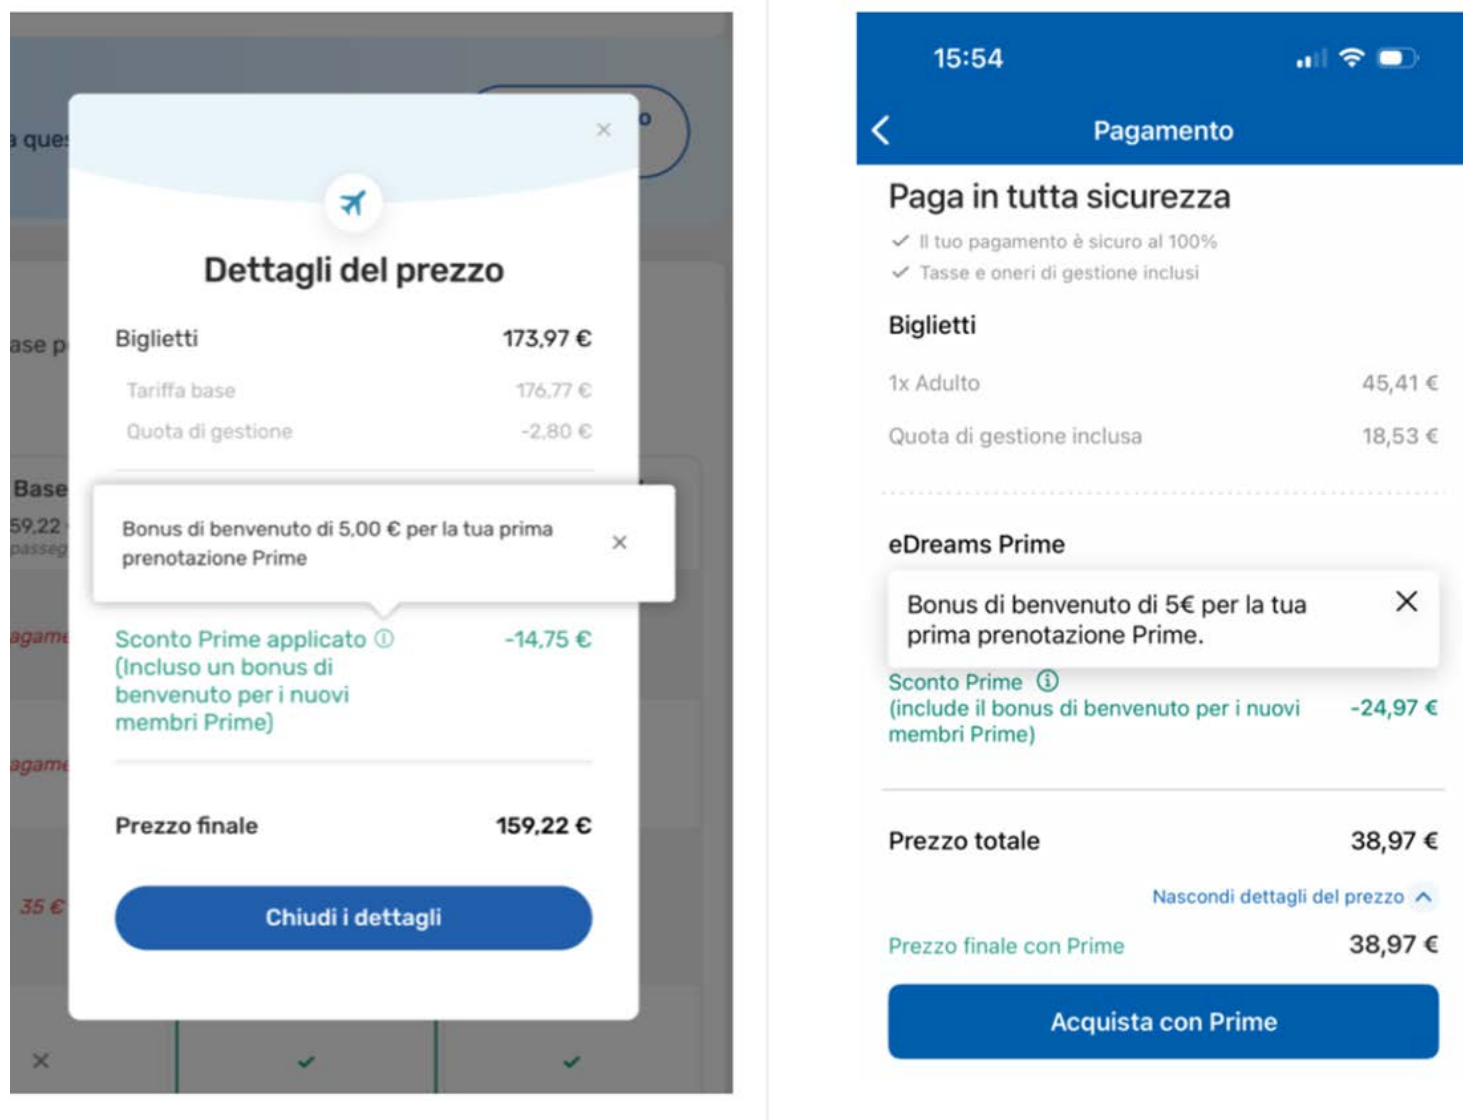 a ques
o
Dettagli del prezzo
Biglietti 173,97 €
Tariffa base 176,77 €
Quota di gestione -2,80 €
ase p
Base
59,22
passeg
Bonus di benvenuto di 5,00 € per la tua prima
prenotazione Prime
agame
Sconto Prime applicato -14,75 €
(Incluso un bonus di
benvenuto per i nuovi
membri Prime)
agame
Prezzo finale 159,22 €
35 €
Chiudi i dettagli
15:54
Pagamento
Paga in tutta sicurezza
Il tuo pagamento è sicuro al 100%
Tasse e oneri di gestione inclusi
Biglietti
1x Adulto 45,41 €
Quota di gestione inclusa 18,53 €
eDreams Prime
Bonus di benvenuto di 5€ per la tua
prima prenotazione Prime.
Sconto Prime
(include il bonus di benvenuto per i nuovi -24,97 €
membri Prime)
Prezzo totale 38,97 €
Nascondi dettagli del prezzo
Prezzo finale con Prime 38,97 €
Acquista con Prime